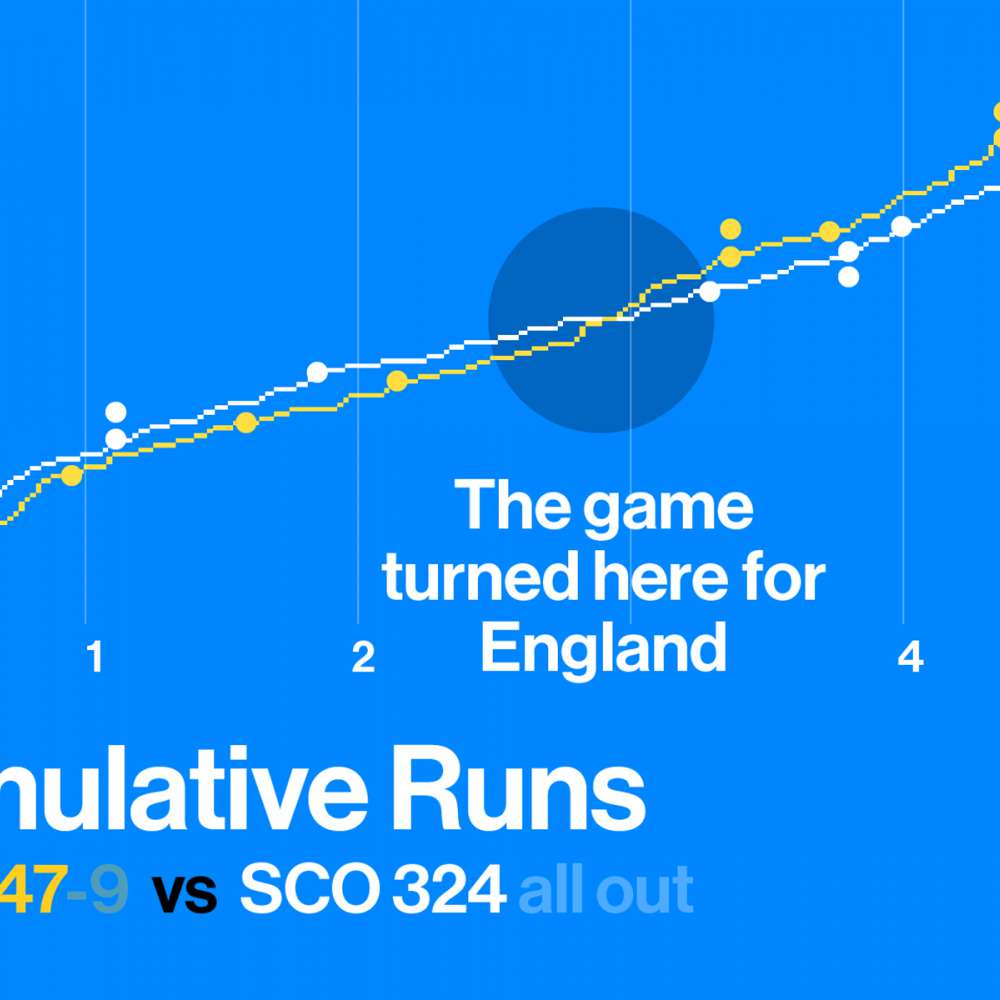 The game
turned here for
England
1
2
4
mulative Runs
47-9 vs SCO 324 all out